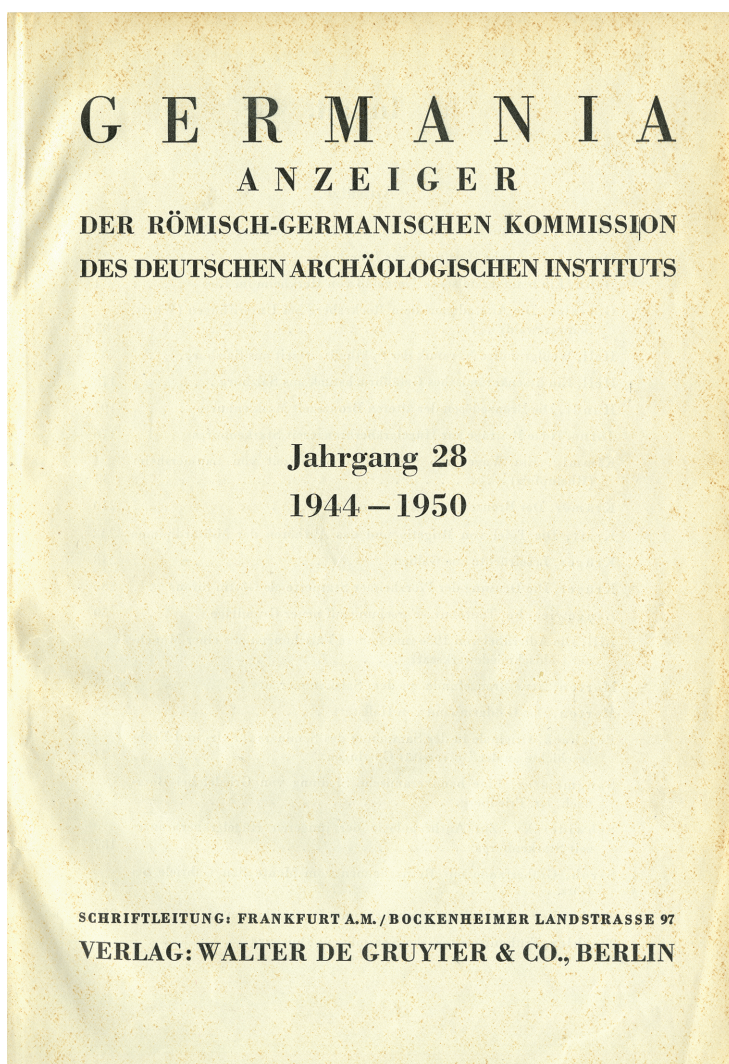 GERMANIA
ANZEIGER
DER RÖMISCH-GERMANISCHEN KOMMISSION
DES DEUTSCHEN ARCHÄOLOGISCHEN INSTITUTS
Jahrgang 28
1944 — 1950
SCHRIFTLEITUNG: FRANKFURT A.M. / BOCKENHEIMER LANDSTRASSE 97
VERLAG: WALTER DE GRUYTER & CO., BERLIN